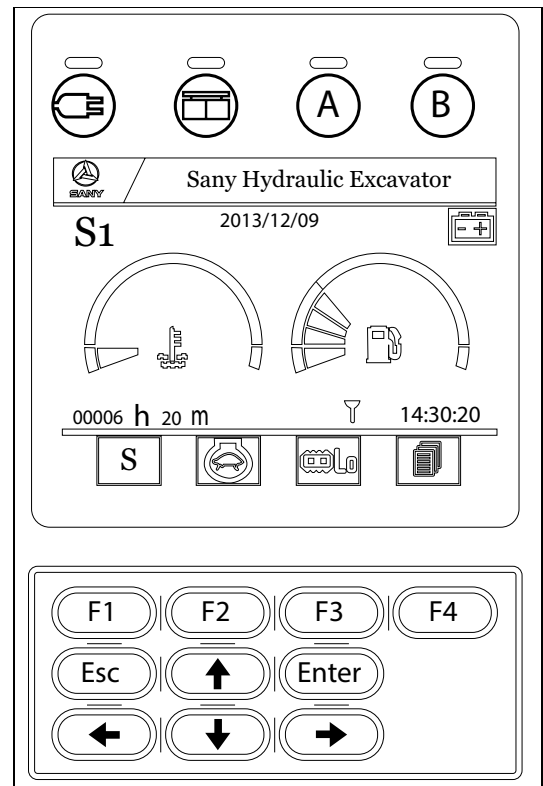 A B
SANY Sany Hydraulic Excavator
S1 2013/12/09 - +
00006 h 20 m 14:30:20
S Lo
F1 F2 F3 F4
Esc Enter